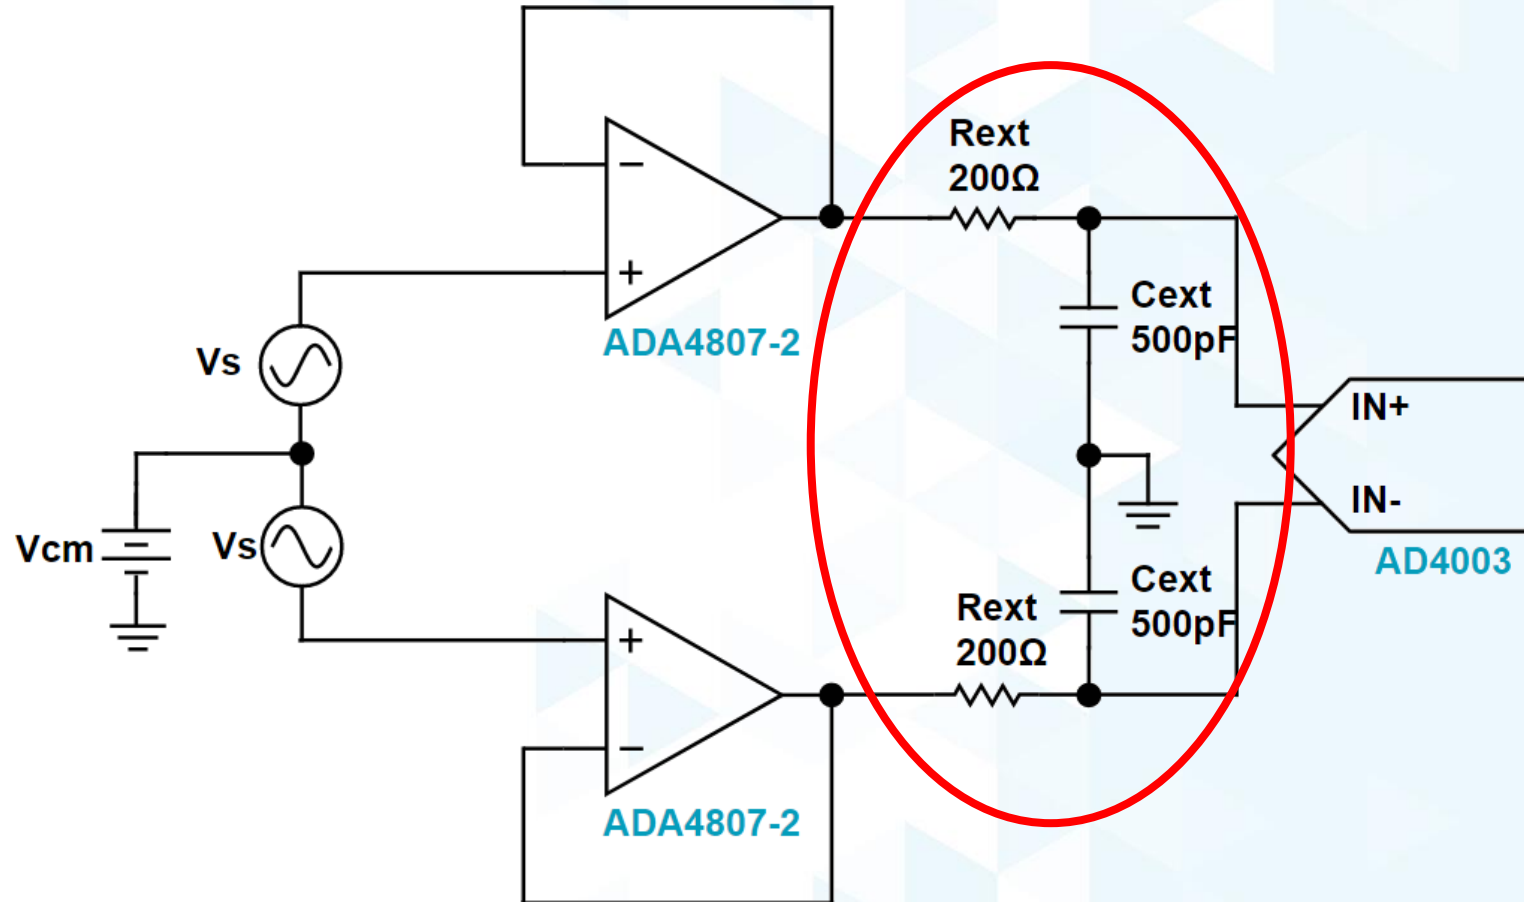 Rext
200Ω
−
+
ADA4807-2
Cext
500pF
Vs
IN+
IN-
AD4003
Vcm
Vs
Cext
500pF
Rext
200Ω
+
−
ADA4807-2